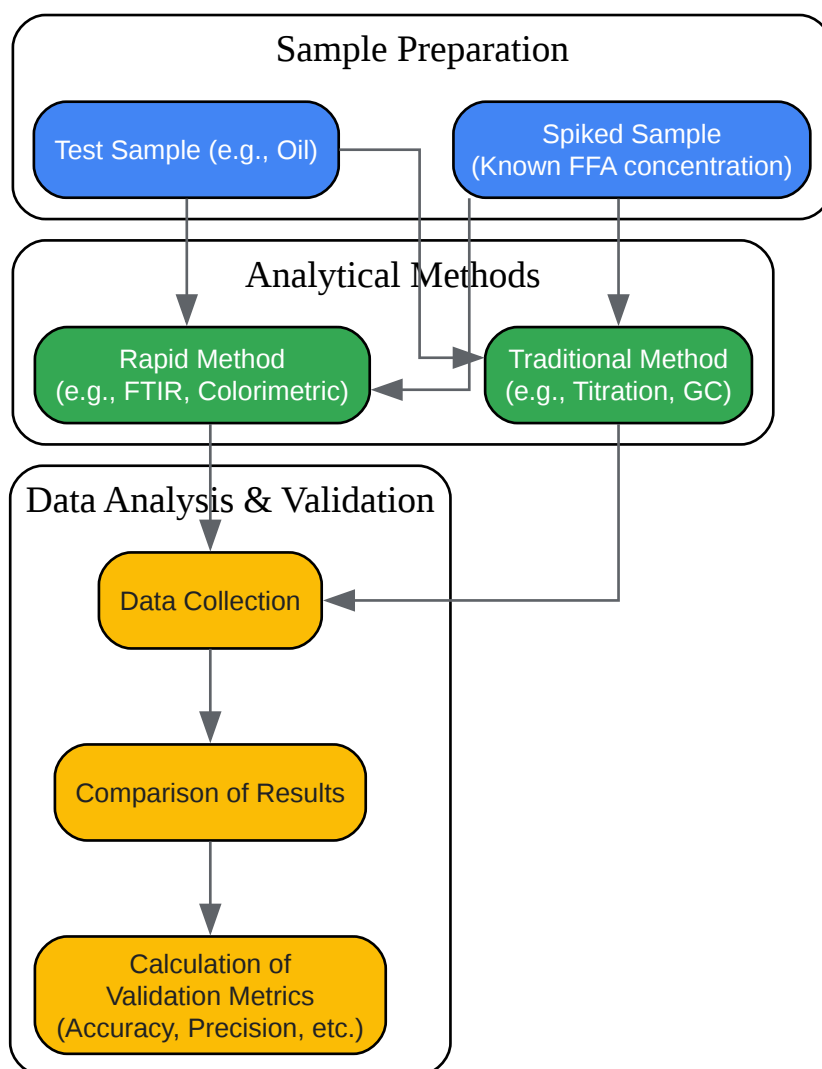 Sample Preparation
Test Sample (e.g., Oil)
Spiked Sample
(Known FFA concentration)
Analytical Methods
Rapid Method
(e.g., FTIR, Colorimetric)
Traditional Method
(e.g., Titration, GC)
Data Analysis & Validation
Data Collection
Comparison of Results
Calculation of
Validation Metrics
(Accuracy, Precision, etc.)